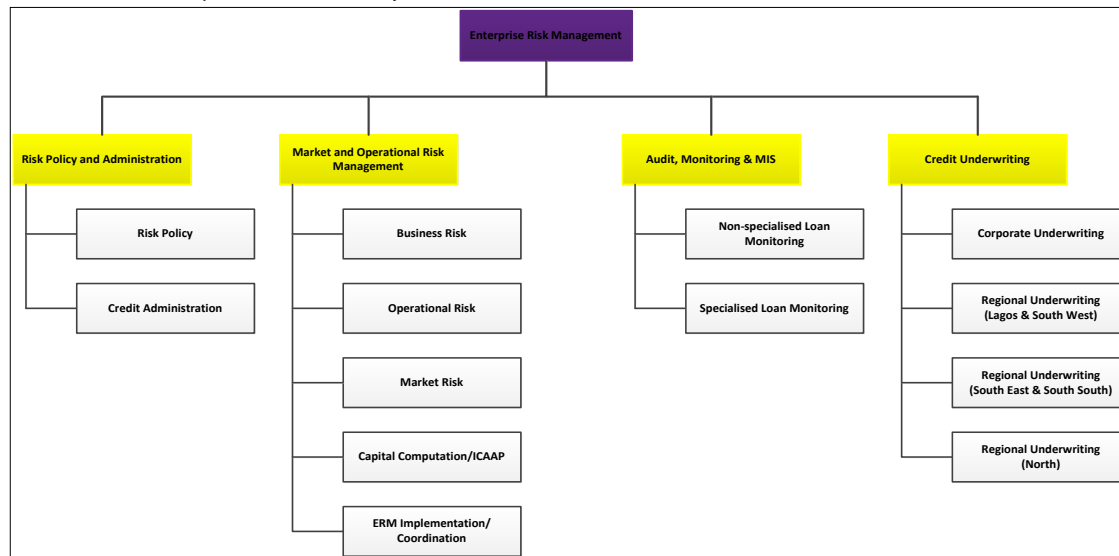 Enterprise Risk Management
Risk Policy and Administration
Risk Policy
Credit Administration
Market and Operational Risk
Management
Business Risk
Operational Risk
Market Risk
Capital Computation/ICAAP
ERM Implementation/
Coordination
Audit, Monitoring & MIS
Non-specialised Loan
Monitoring
Specialised Loan Monitoring
Credit Underwriting
Corporate Underwriting
Regional Underwriting
(Lagos & South West)
Regional Underwriting
(South East & South South)
Regional Underwriting
(North)